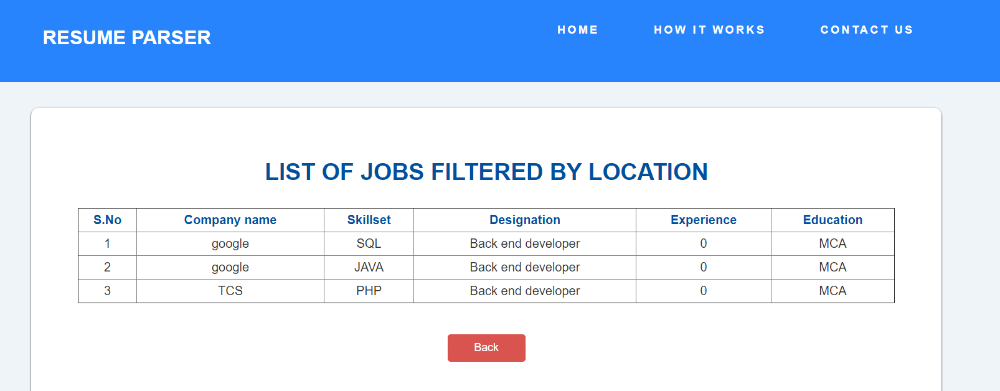 RESUME PARSER HOME HOW IT WORKS CONTACT US
LIST OF JOBS FILTERED BY LOCATION
S.No Company name Skillset Designation Experience Education
1 google SQL Back end developer 0 MCA
2 google JAVA Back end developer 0 MCA
3 TCS PHP Back end developer 0 MCA
Back